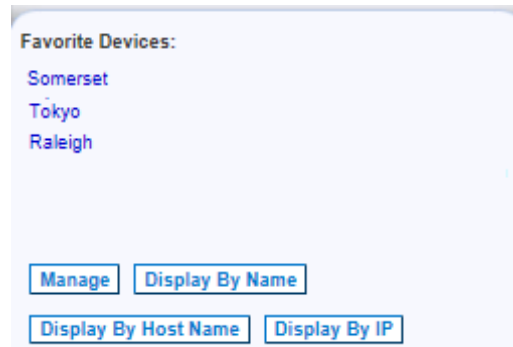 Favorite Devices:
Somerset
Tokyo
Raleigh
Manage Display By Name
Display By Host Name Display By IP